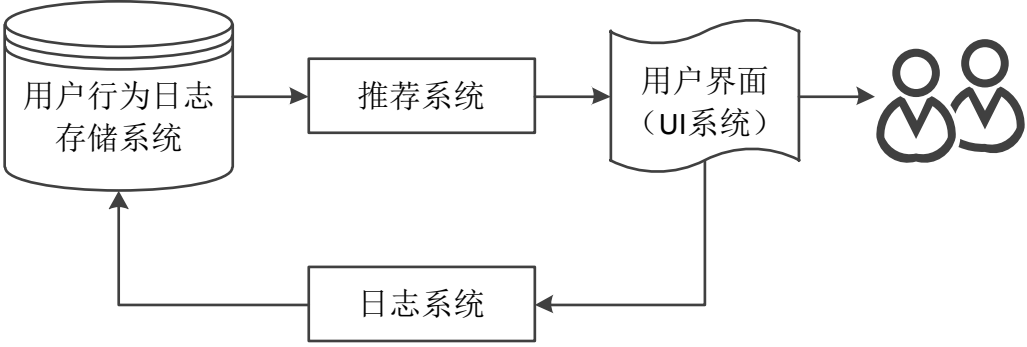 用户行为日志
存储系统
推荐系统
用户界面
（UI系统）
日志系统